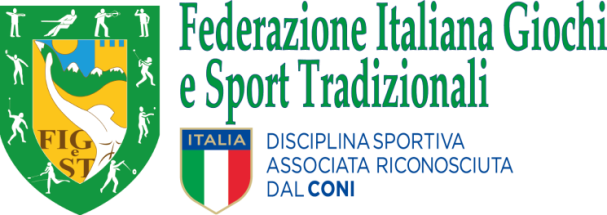 Federazione Italiana Giochi
e Sport Tradizionali
FIG
e
ST
ITALIA
DISCIPLINA SPORTIVA
ASSOCIATA RICONOSCIUTA
DAL CONI